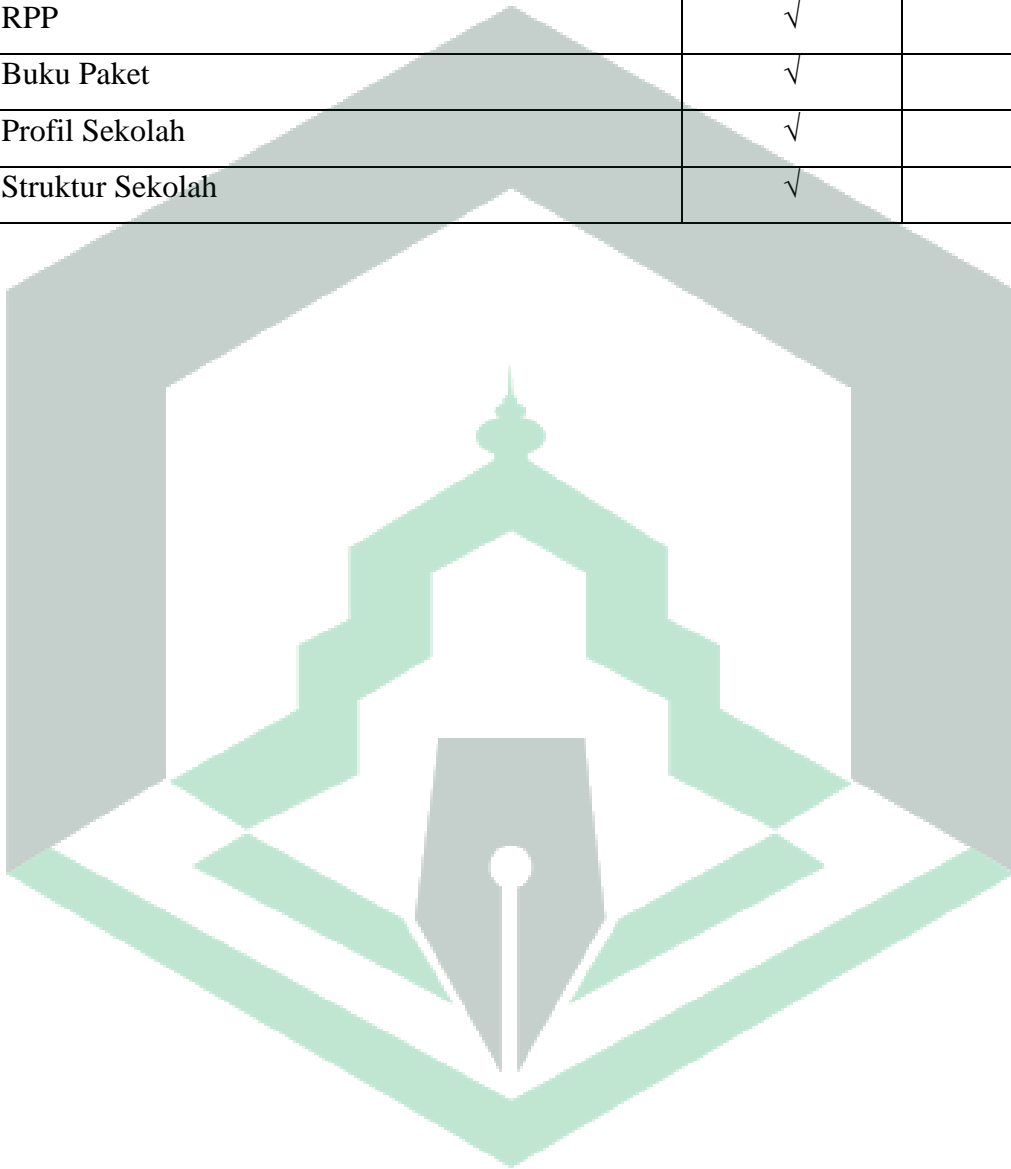 RPP √
Buku Paket √
Profil Sekolah √
Struktur Sekolah √